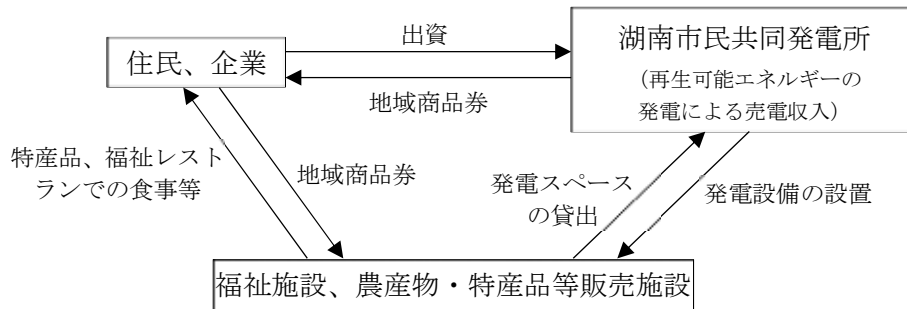 出資
住民、企業
湖南市民共同発電所
（再生可能エネルギーの
発電による売電収入）
地域商品券
特産品、福祉レスト
ランでの食事等
地域商品券
発電スペース
の貸出
発電設備の設置
福祉施設、農産物・特産品等販売施設